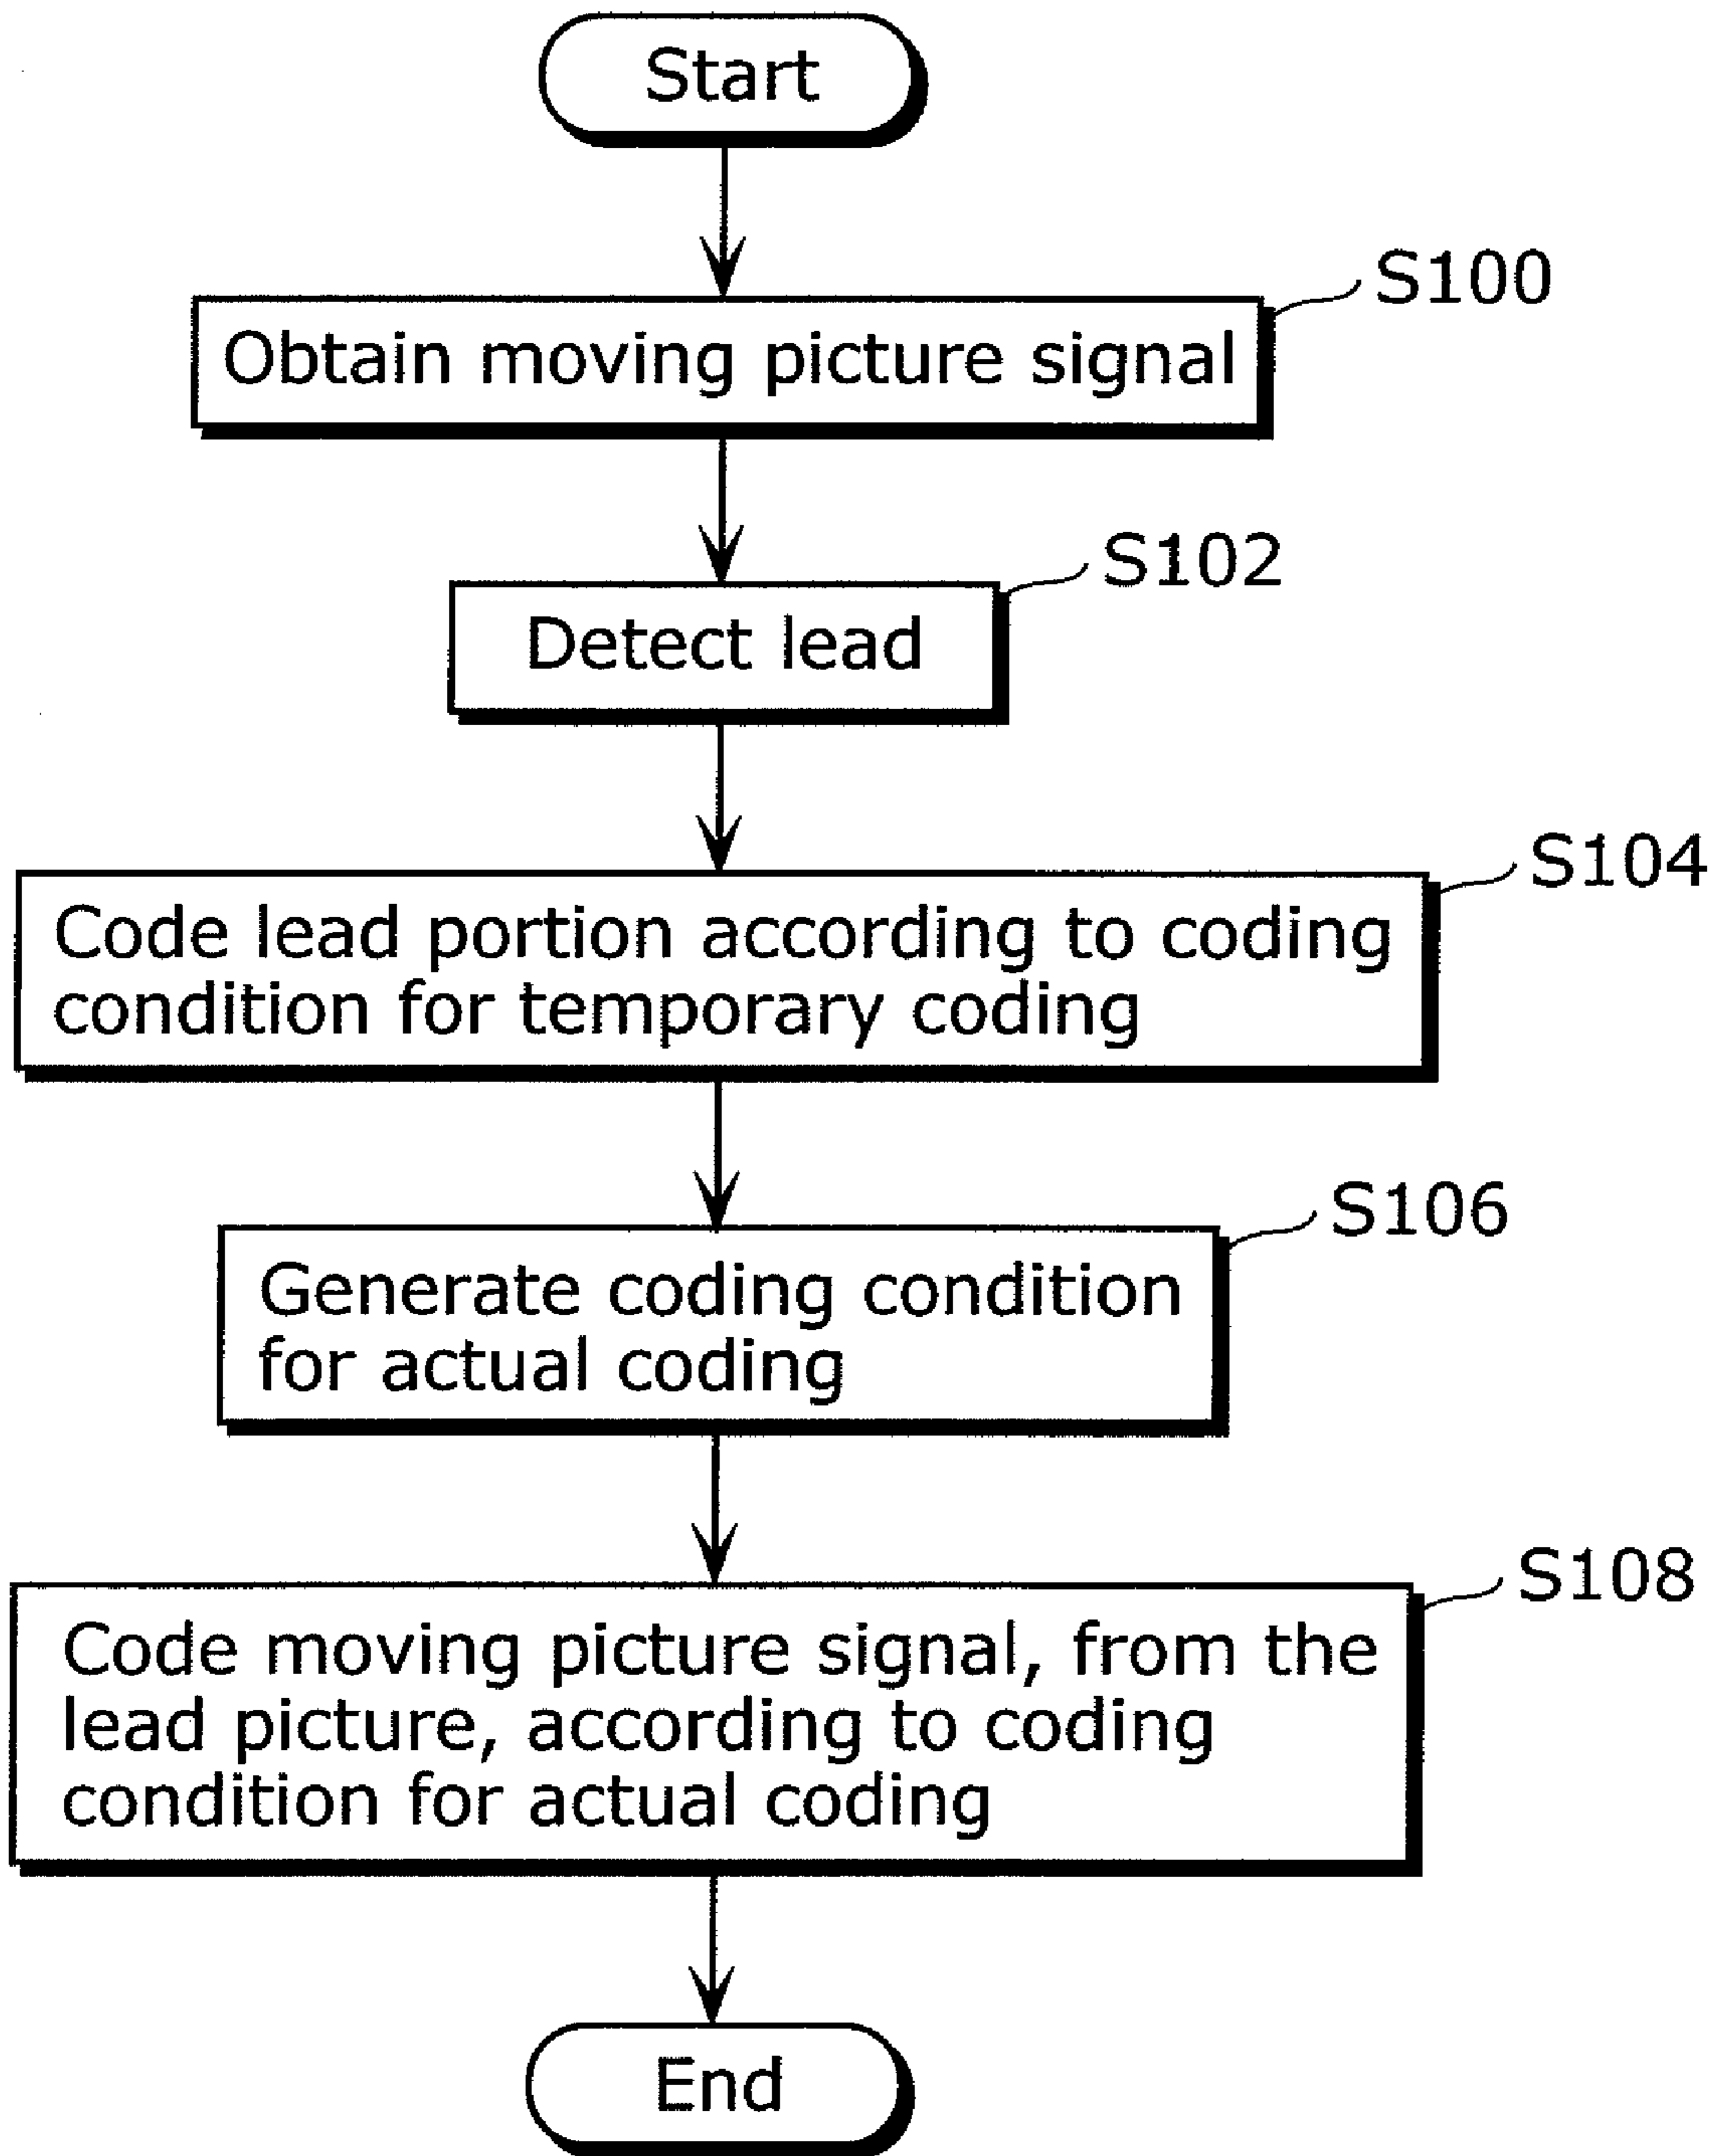 Start
S100
Obtain moving picture signal
S102
Detect lead
S104
Code lead portion according to coding
condition for temporary coding
S106
Generate coding condition
for actual coding
S108
Code moving picture signal, from the
lead picture, according to coding
condition for actual coding
End